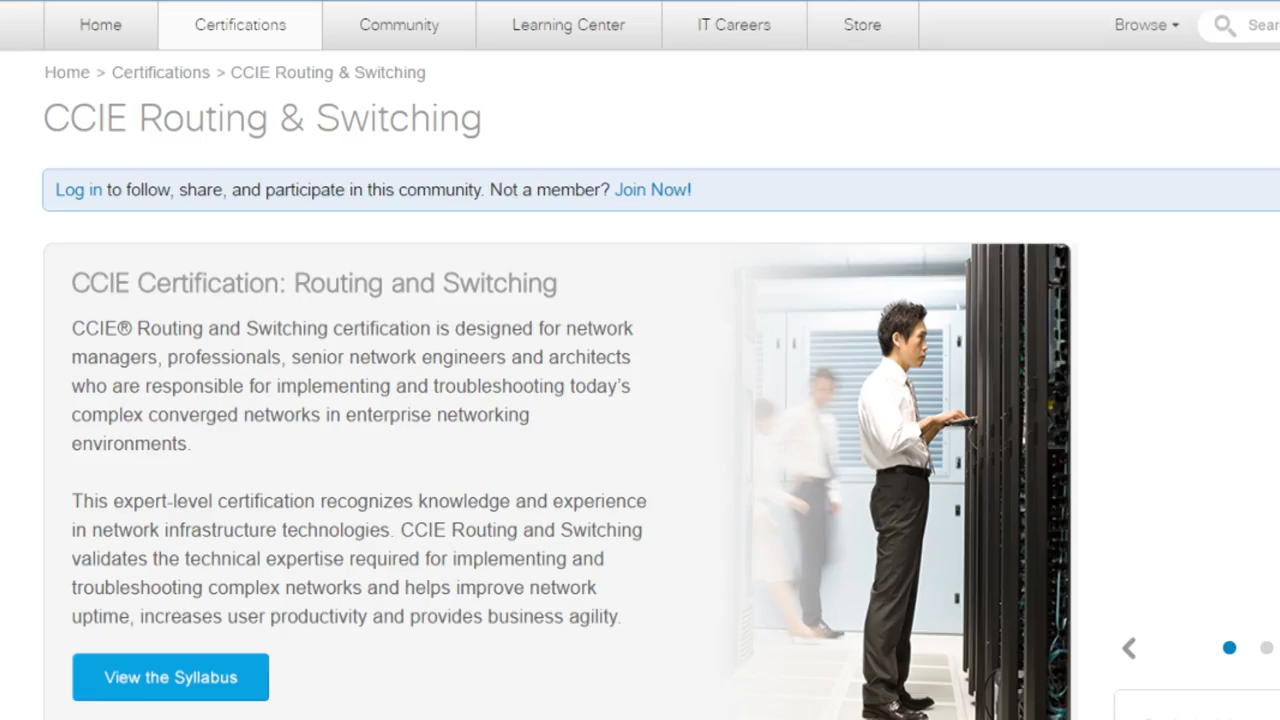 Home Certifications Community Learning Center IT Careers Store Browse
Home > Certifications > CCIE Routing & Switching
CCIE Routing & Switching
Log in to follow, share, and participate in this community. Not a member? Join Now!
CCIE Certification: Routing and Switching
CCIE® Routing and Switching certification is designed for network
managers, professionals, senior network engineers and architects
who are responsible for implementing and troubleshooting today’s
complex converged networks in enterprise networking
environments.
This expert-level certification recognizes knowledge and experience
in network infrastructure technologies. CCIE Routing and Switching
validates the technical expertise required for implementing and
troubleshooting complex networks and helps improve network
uptime, increases user productivity and provides business agility.
View the Syllabus